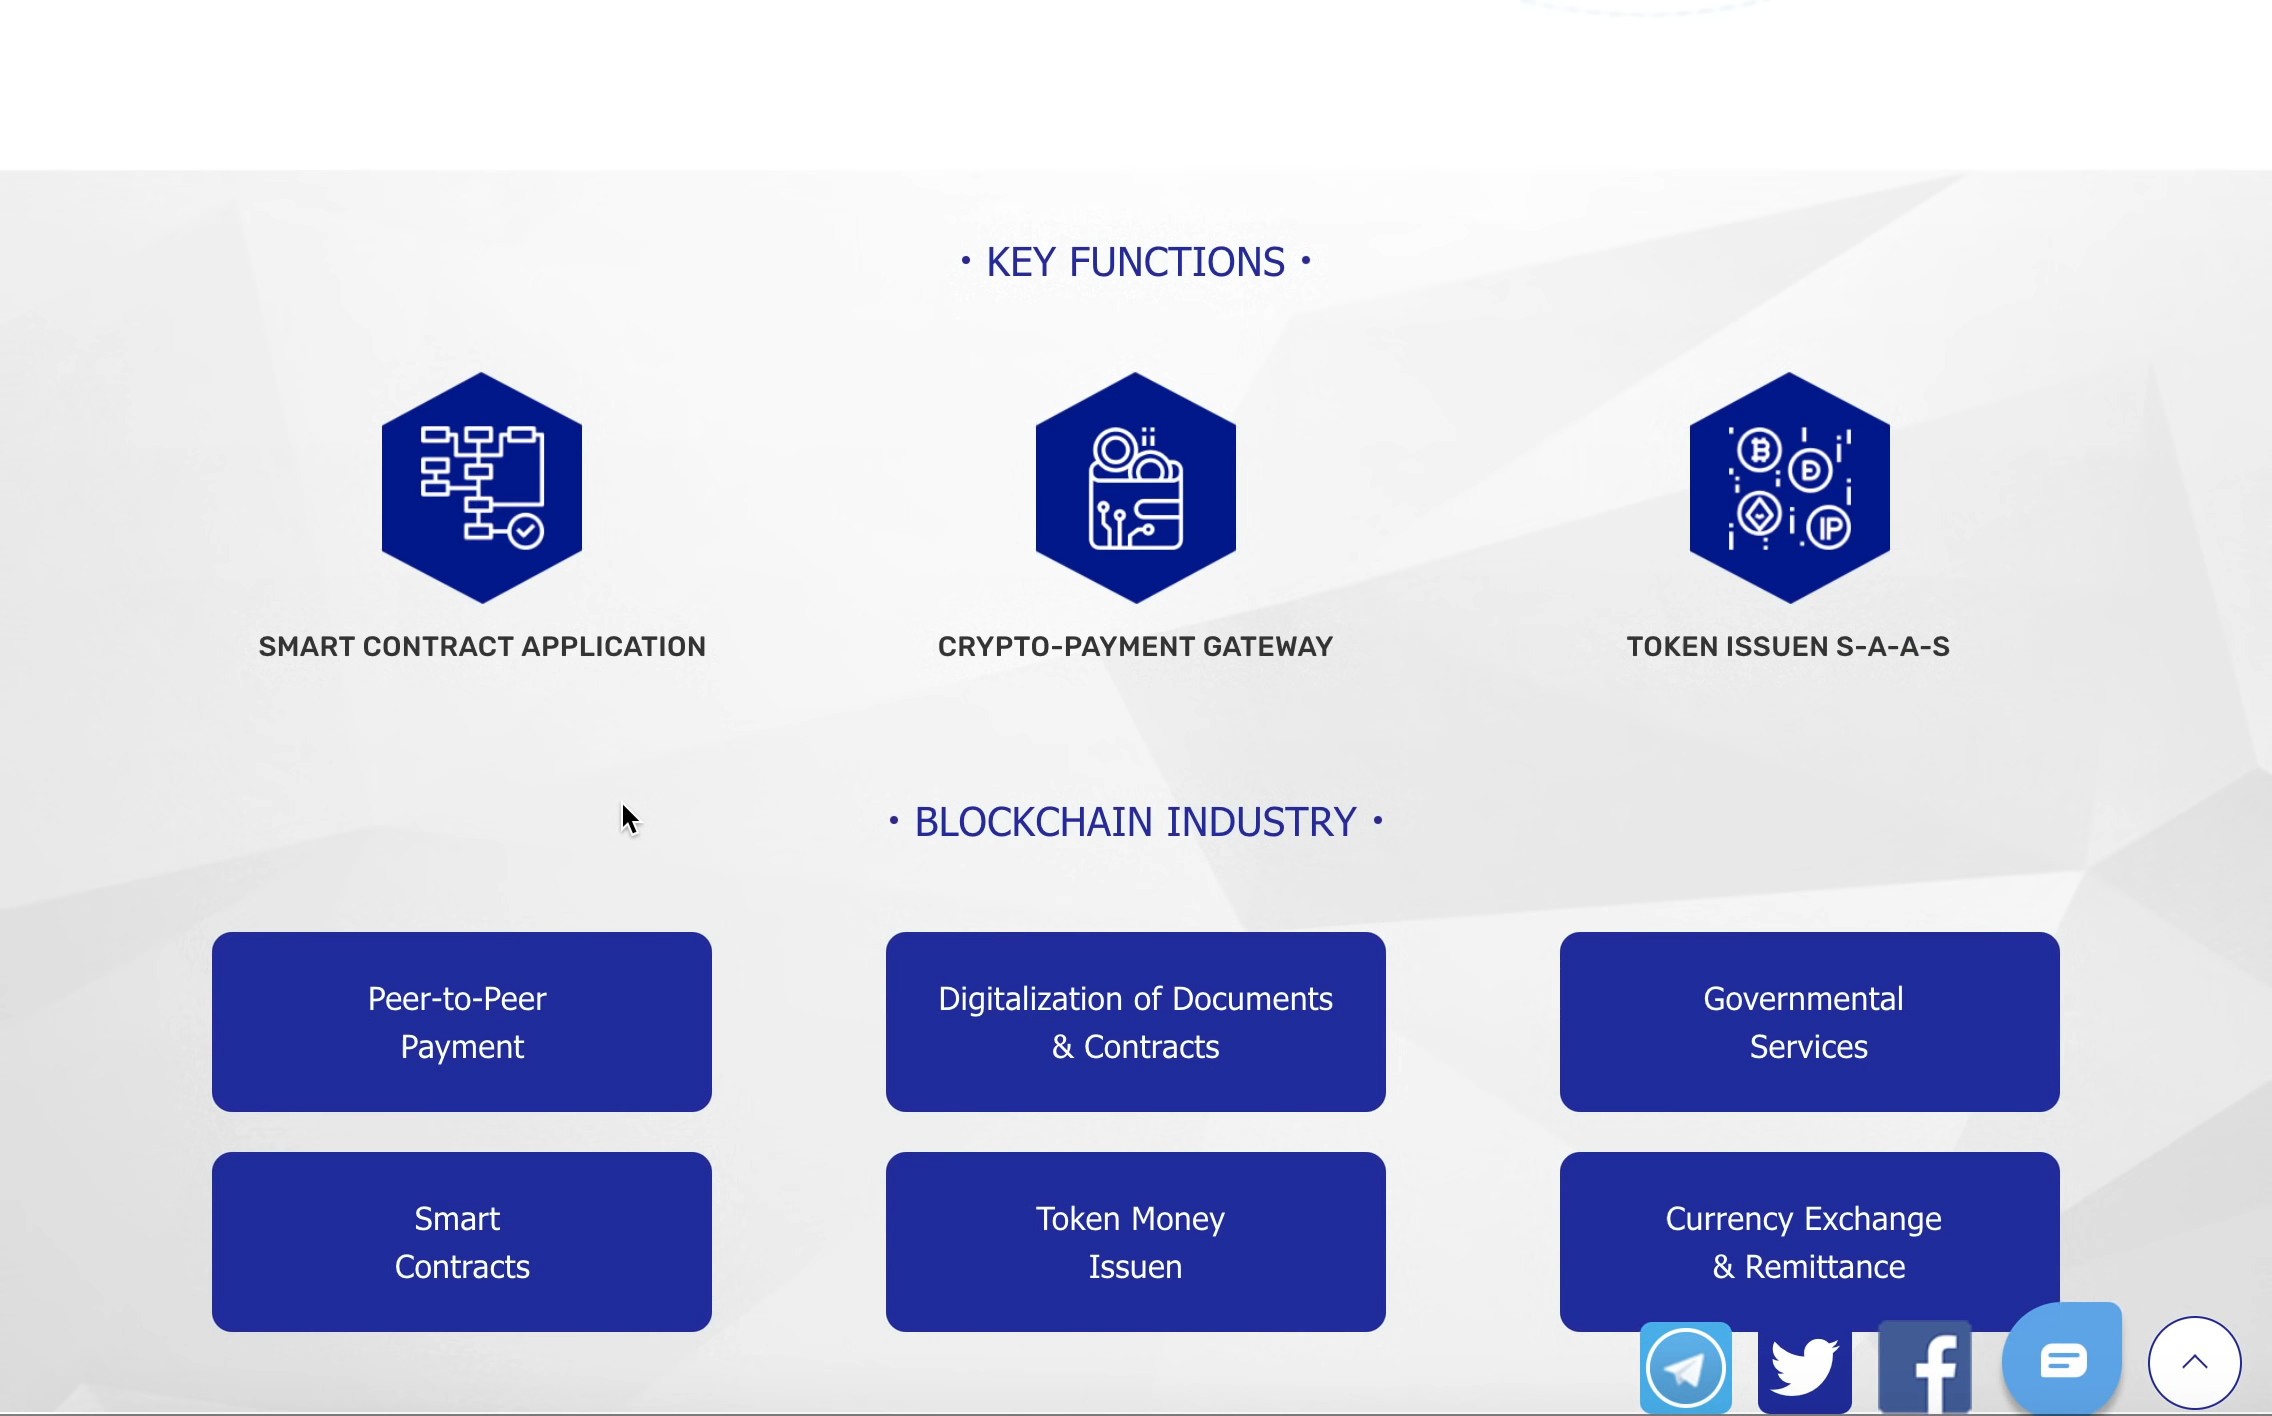 • KEY FUNCTIONS •
SMART CONTRACT APPLICATION
CRYPTO-PAYMENT GATEWAY
TOKEN ISSUEN S-A-A-S
• BLOCKCHAIN INDUSTRY •
Peer-to-Peer
Payment
Digitalization of Documents
& Contracts
Governmental
Services
Smart
Contracts
Token Money
Issuen
Currency Exchange
& Remittance